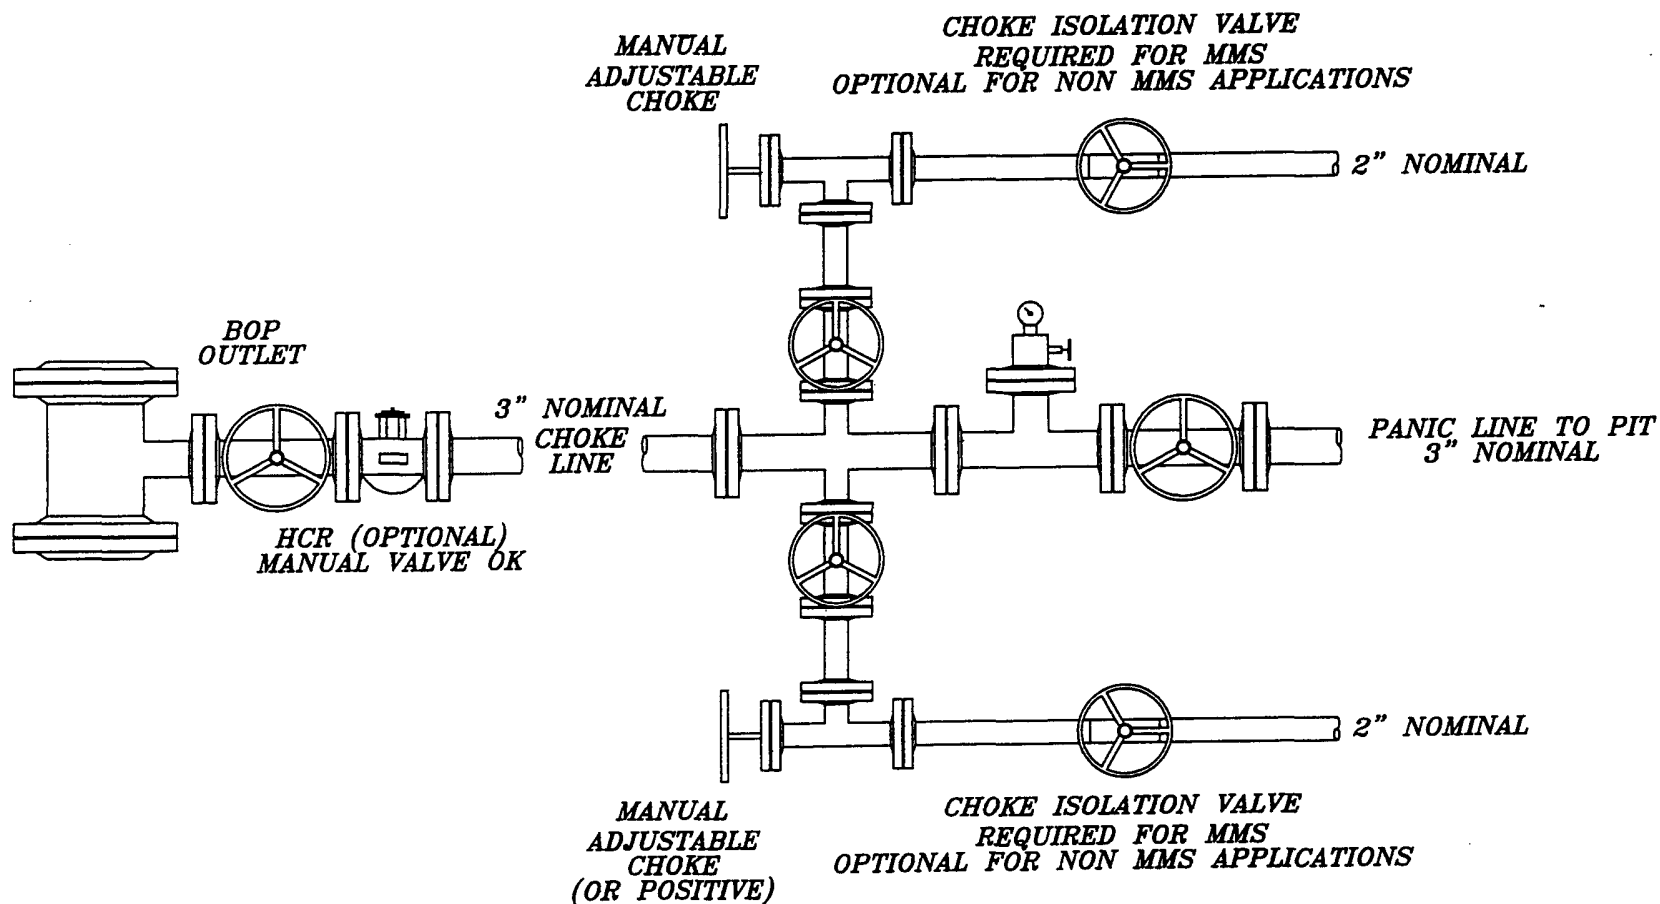 MANUAL
ADJUSTABLE
CHOKE
CHOKE ISOLATION VALVE
REQUIRED FOR MMS
OPTIONAL FOR NON MMS APPLICATIONS
2" NOMINAL
BOP
OUTLET
3" NOMINAL
CHOKE
LINE
PANIC LINE TO PIT
3" NOMINAL
HCR (OPTIONAL)
MANUAL VALVE OK
2" NOMINAL
MANUAL
ADJUSTABLE
CHOKE
(OR POSITIVE)
CHOKE ISOLATION VALVE
REQUIRED FOR MMS
OPTIONAL FOR NON MMS APPLICATIONS